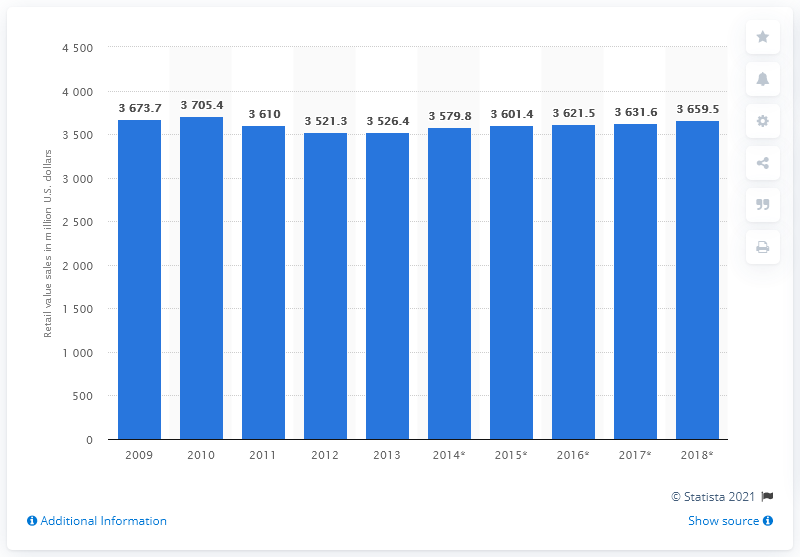 4 500
4 000
3 500
3 000
2 500
2 000
1 500
1 000
500
0
Retail value sales in million U.S. dollars
3 673.7 3 705.4 3 610 3 521.3 3 526.4 3 579.8 3 601.4 3 621.5 3 631.6 3 659.5
2009 2010 2011 2012 2013 2014* 2015* 2016* 2017* 2018*
© Statista 2021
Additional Information Show source